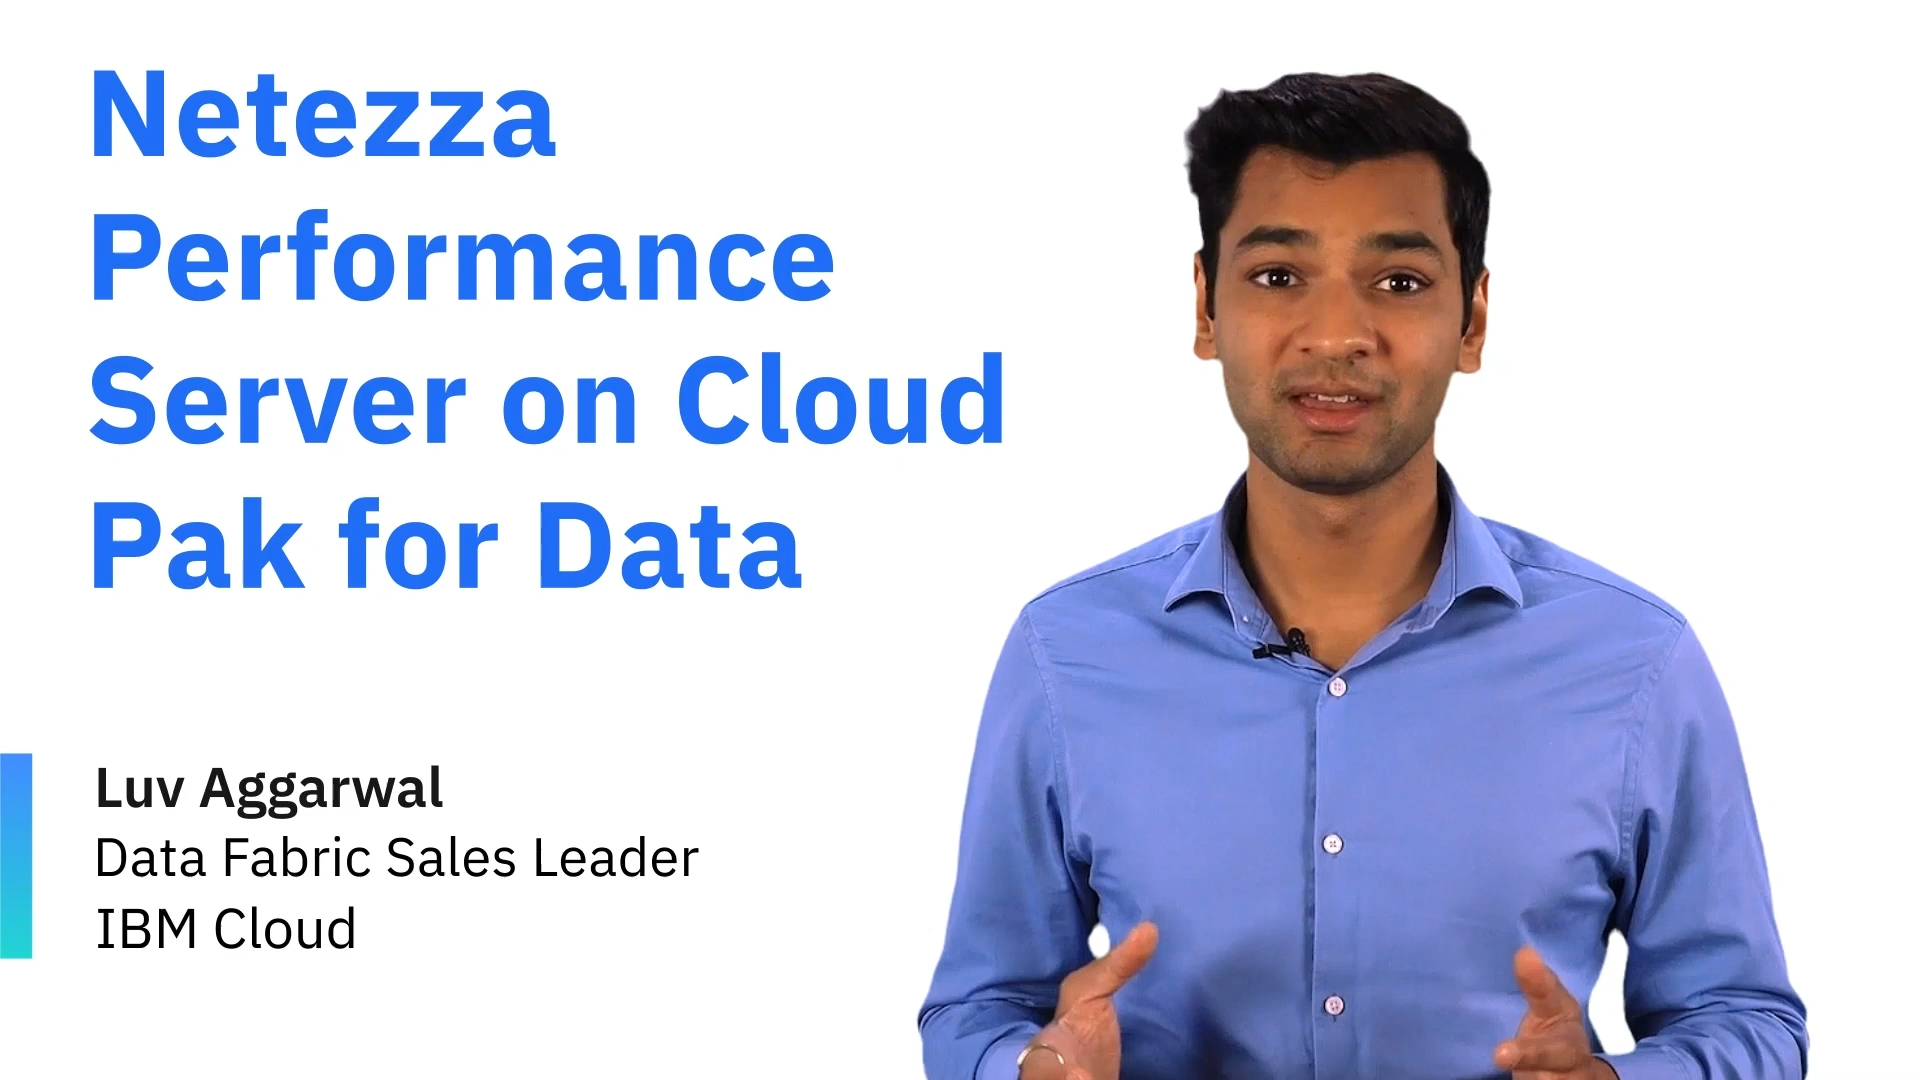 Netezza
Performance
Server on Cloud
Pak for Data
Luv Aggarwal
Data Fabric Sales Leader
IBM Cloud